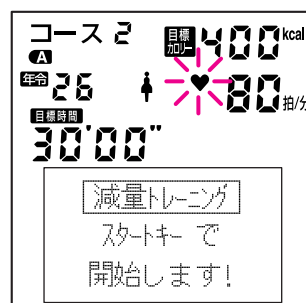 コース 2
目標カロリー 400 kcal
A
年令 26
80 拍/分
目標時間
30'00"
減量トレーニング
スタートキー で
開始します!